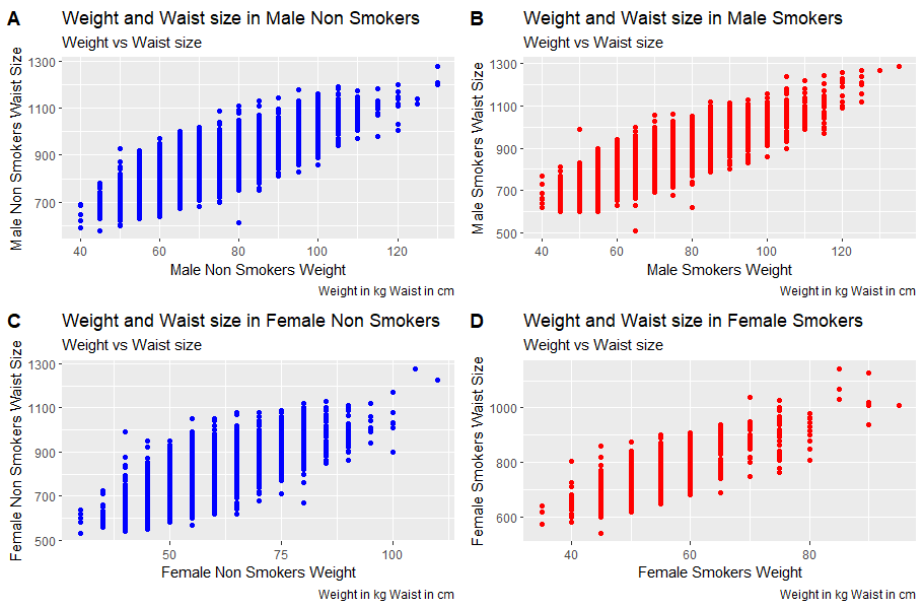 A
Weight and Waist size in Male Non Smokers
Weight vs Waist size
Male Non Smokers Waist Size
1300
1100
900
700
40
60
80
100
120
Male Non Smokers Weight
Weight in kg Waist in cm
B
Weight and Waist size in Male Smokers
Weight vs Waist size
Male Smokers Waist Size
1300
1100
900
700
500
40
60
80
100
120
Male Smokers Weight
Weight in kg Waist in cm
C
Weight and Waist size in Female Non Smokers
Weight vs Waist size
Female Non Smokers Waist Size
1300
1100
900
700
500
50
75
100
Female Non Smokers Weight
Weight in kg Waist in cm
D
Weight and Waist size in Female Smokers
Weight vs Waist size
Female Smokers Waist Size
1000
800
600
40
60
80
Female Smokers Weight
Weight in kg Waist in cm